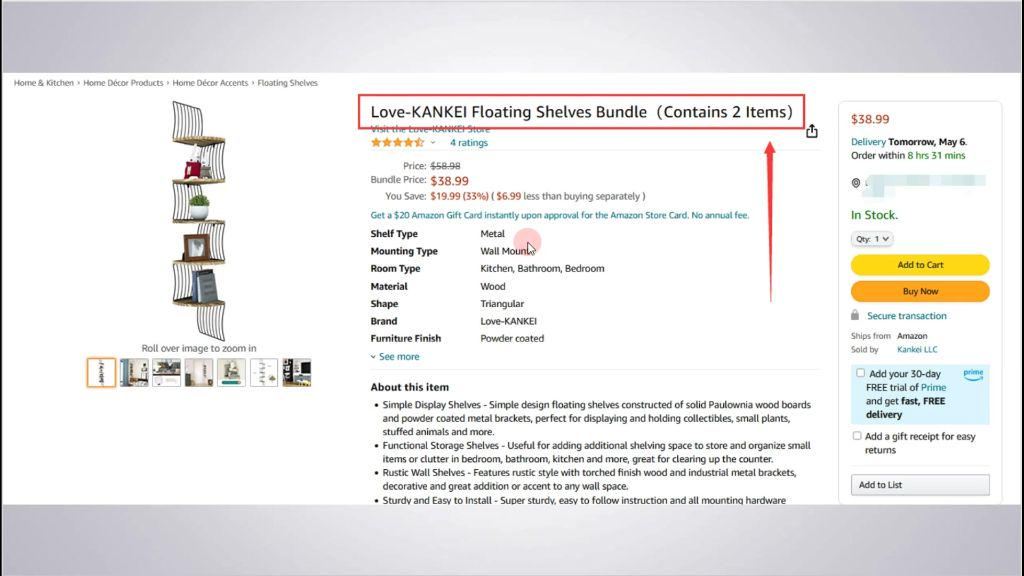 Home & Kitchen › Home Décor Products › Home Décor Accents › Floating Shelves
Love-KANKEI Floating Shelves Bundle (Contains 2 Items)
Visit the Love-KANKEI Store
4 ratings
Price: $58.98
Bundle Price: $38.99
You Save: $19.99 (33%) ( $6.99 less than buying separately )
Get a $20 Amazon Gift Card instantly upon approval for the Amazon Store Card. No annual fee.
Shelf Type Metal
Mounting Type Wall Mount
Room Type Kitchen, Bathroom, Bedroom
Material Wood
Shape Triangular
Brand Love-KANKEI
Furniture Finish Powder coated
See more
Roll over image to zoom in
About this item
• Simple Display Shelves - Simple design floating shelves constructed of solid Paulownia wood boards
and powder coated metal brackets, perfect for displaying and holding collectibles, small plants,
stuffed animals and more.
• Functional Storage Shelves - Useful for adding additional shelving space to store and organize small
items or clutter in bedroom, bathroom, kitchen and more, great for clearing up the counter.
• Rustic Wall Shelves - Features rustic style with torched finish wood and industrial metal brackets,
decorative and great addition or accent to any wall space.
• Sturdy and Easy to Install - Super sturdy, easy to follow instruction and all mounting hardware
$38.99
Delivery Tomorrow, May 6.
Order within 8 hrs 31 mins
In Stock.
Qty: 1
Add to Cart
Buy Now
Secure transaction
Ships from Amazon
Sold by Kankei LLC
Add your 30-day
FREE trial of Prime
and get fast, FREE
delivery
prime
Add a gift receipt for easy
returns
Add to List